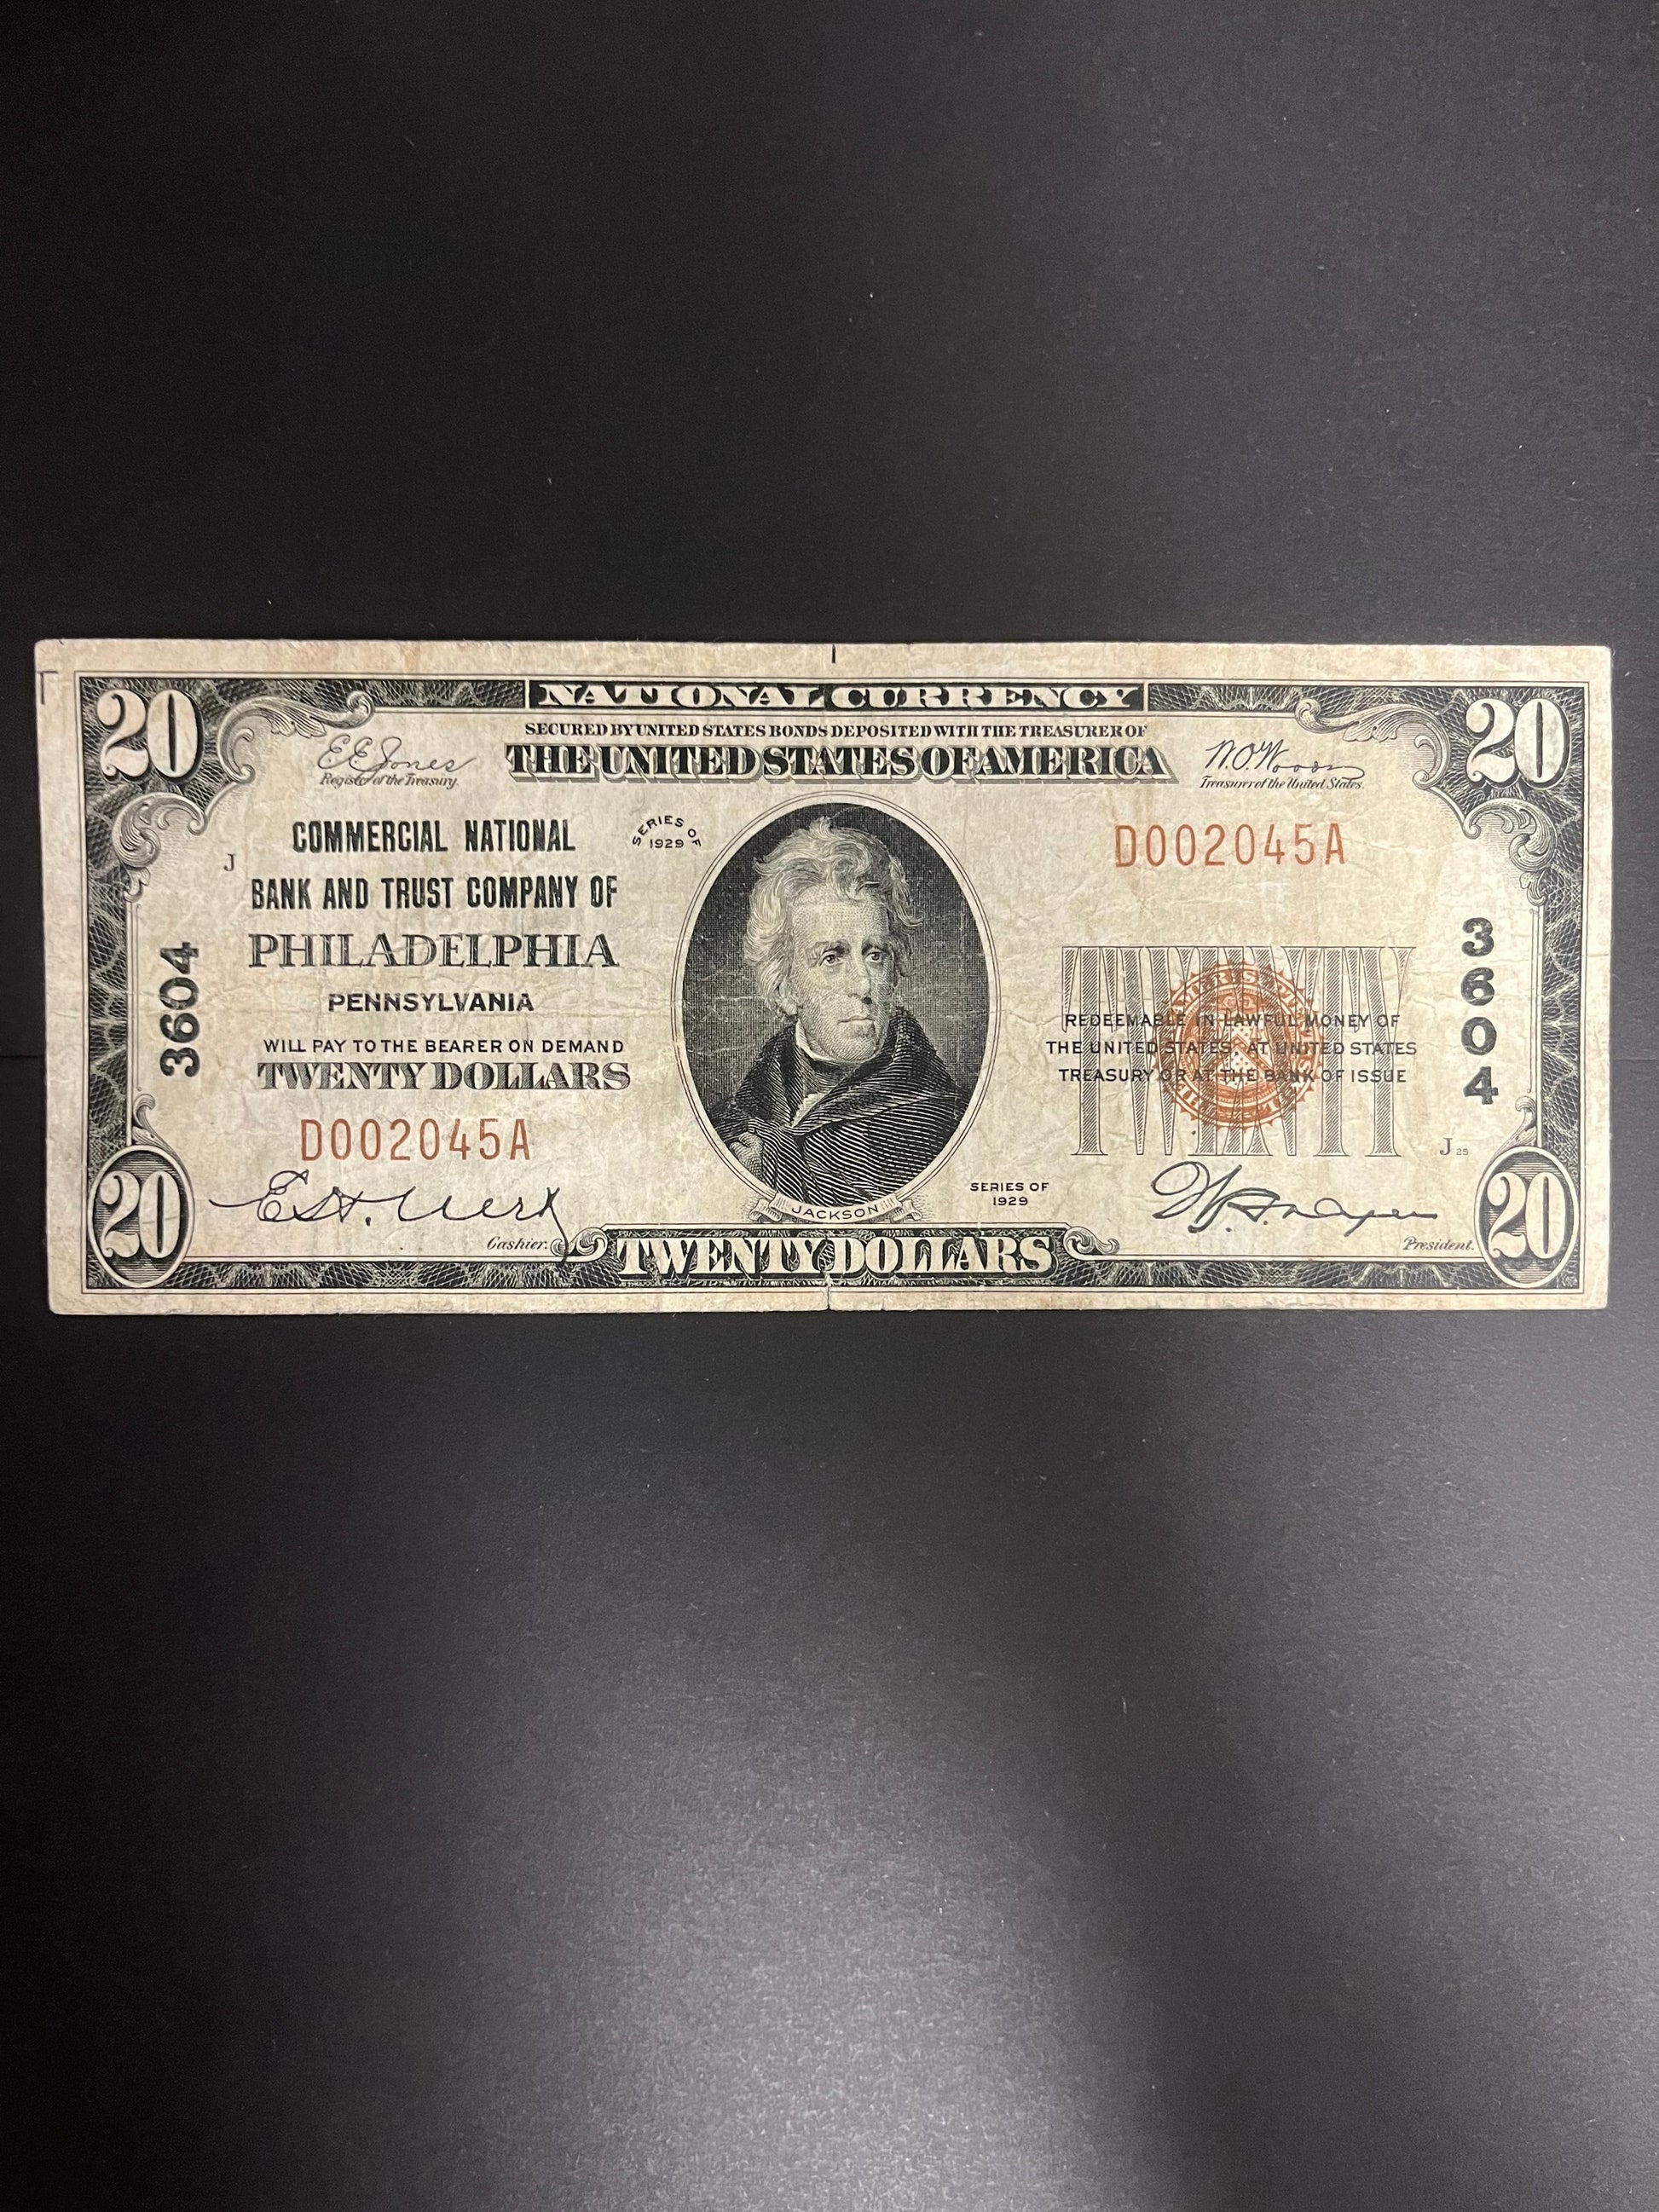 NATIONAL CURRENCY
20
20
SECURED BY UNITED STATES BONDS DEPOSITED WITH THE TREASURER OF
THE UNITED STATES OF AMERICA
E E Jones
Register of the Treasury.
W.O. Woods
Treasurer of the United States.
COMMERCIAL NATIONAL
BANK AND TRUST COMPANY OF
PHILADELPHIA
PENNSYLVANIA
WILL PAY TO THE BEARER ON DEMAND
TWENTY DOLLARS
J
SERIES OF
1929
D002045A
3604
3604
TWENTY
REDEEMABLE IN LAWFUL MONEY OF
THE UNITED STATES AT UNITED STATES
TREASURY OR AT THE BANK OF ISSUE
J 25
D002045A
Cashier.
JACKSON
SERIES OF
1929
President.
20
TWENTY DOLLARS
20